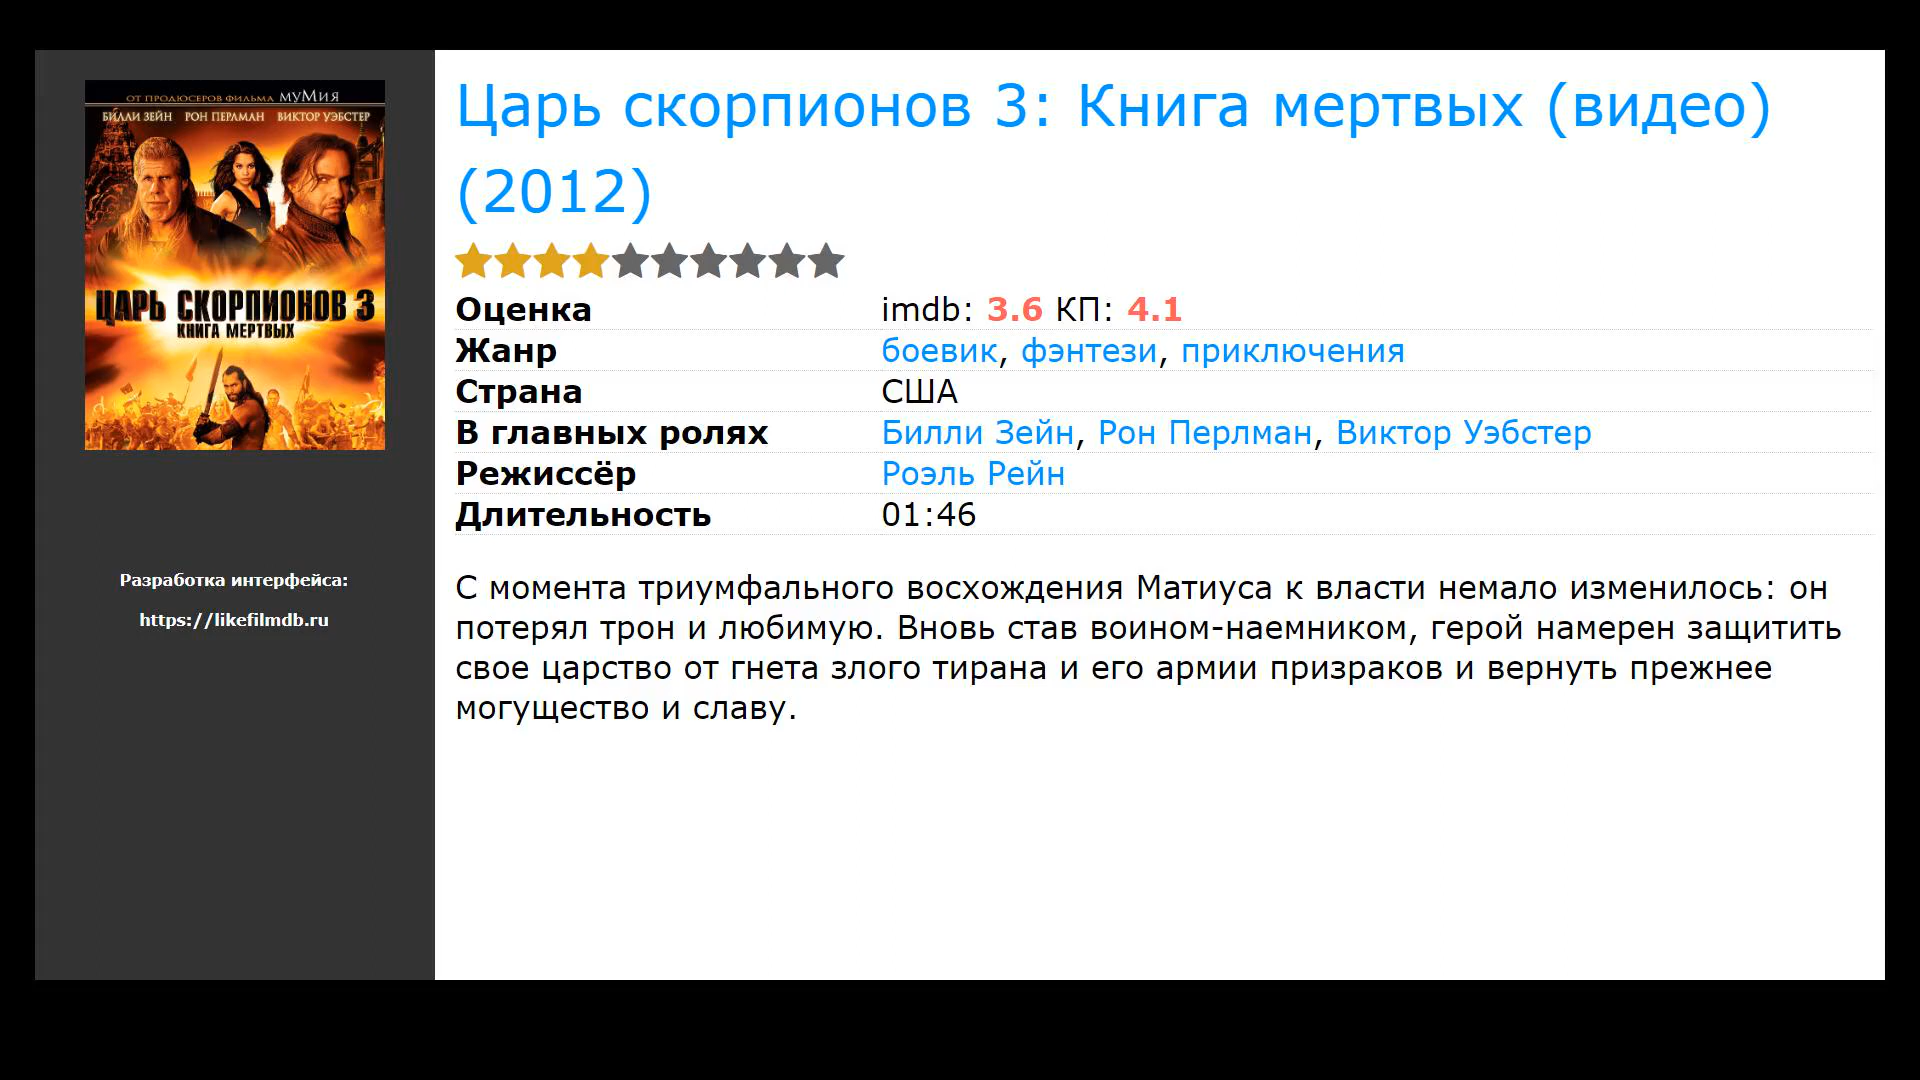 ОТ ПРОДЮСЕРОВ ФИЛЬМА МУМИЯ
БИЛЛИ ЗЕЙН РОН ПЕРЛМАН ВИКТОР УЭБСТЕР
ЦАРЬ СКОРПИОНОВ 3
КНИГА МЕРТВЫХ
Разработка интерфейса:
https://likefilmdb.ru
Царь скорпионов 3: Книга мертвых (видео)
(2012)
Оценка imdb: 3.6 КП: 4.1
Жанр боевик, фэнтези, приключения
Страна США
В главных ролях Билли Зейн, Рон Перлман, Виктор Уэбстер
Режиссёр Роэль Рейн
Длительность 01:46
С момента триумфального восхождения Матиуса к власти немало изменилось: он
потерял трон и любимую. Вновь став воином-наемником, герой намерен защитить
свое царство от гнета злого тирана и его армии призраков и вернуть прежнее
могущество и славу.